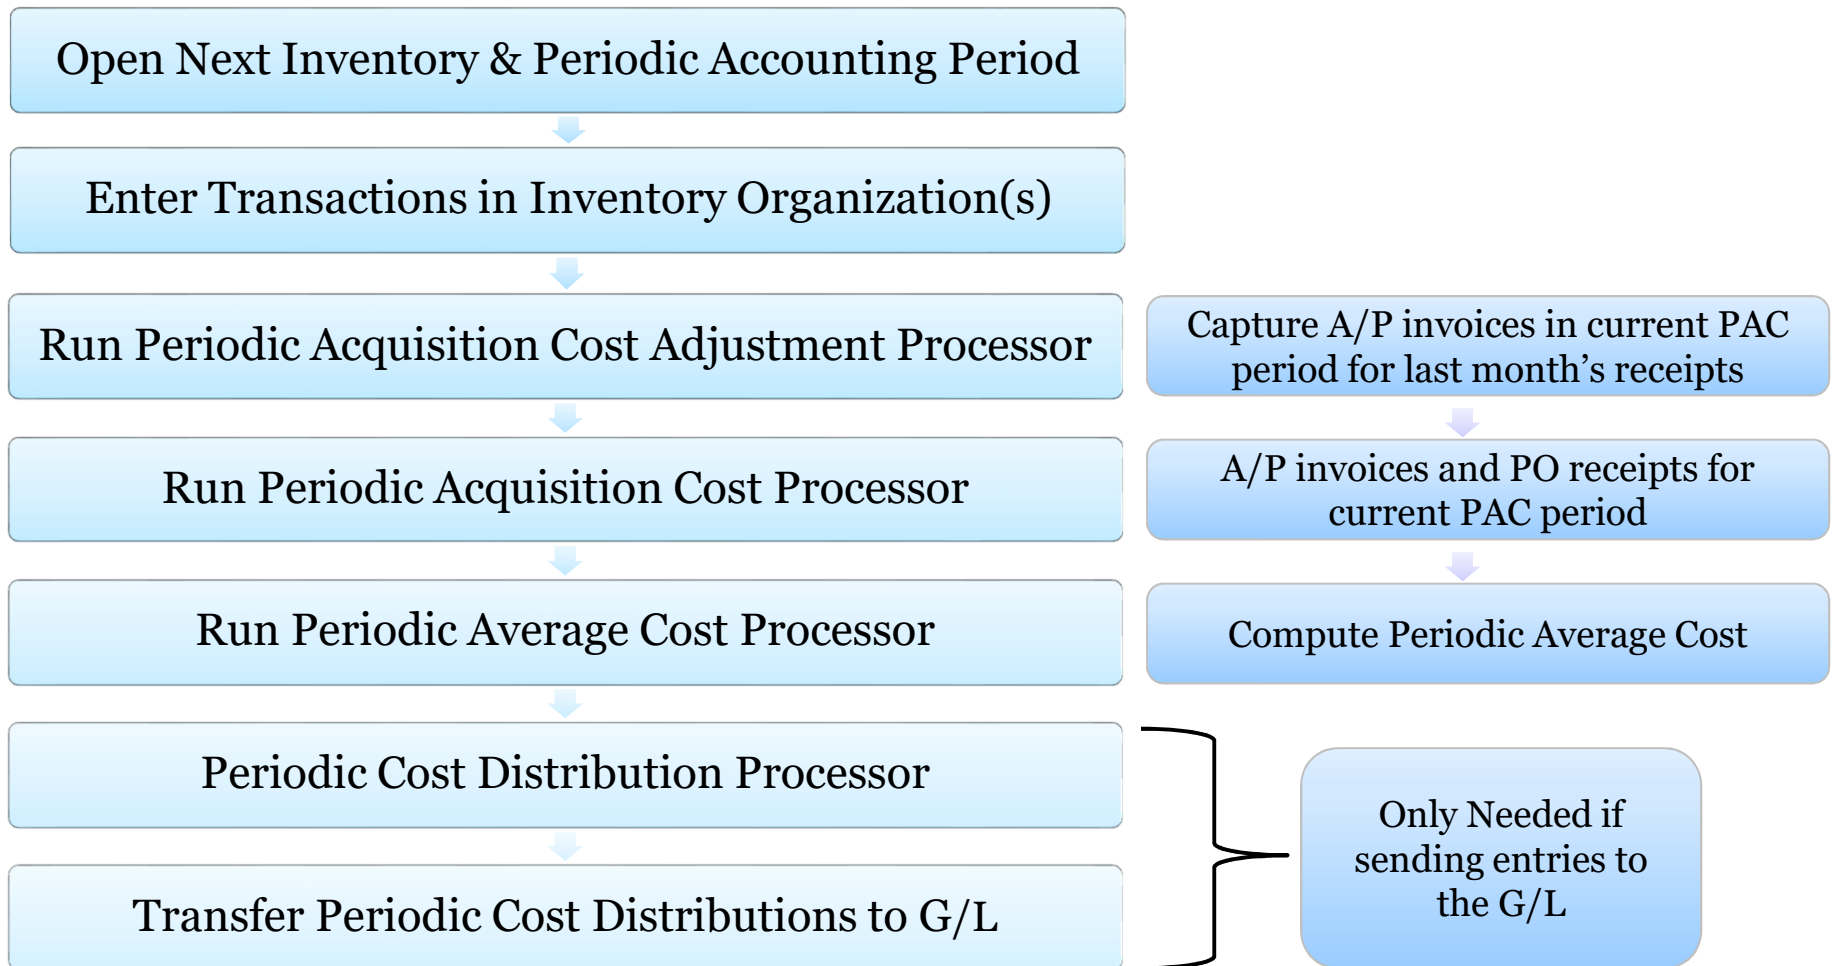 Open Next Inventory & Periodic Accounting Period
Enter Transactions in Inventory Organization(s)
Run Periodic Acquisition Cost Adjustment Processor
Capture A/P invoices in current PAC
period for last month’s receipts
Run Periodic Acquisition Cost Processor
A/P invoices and PO receipts for
current PAC period
Run Periodic Average Cost Processor
Compute Periodic Average Cost
Periodic Cost Distribution Processor
Transfer Periodic Cost Distributions to G/L
Only Needed if
sending entries to
the G/L